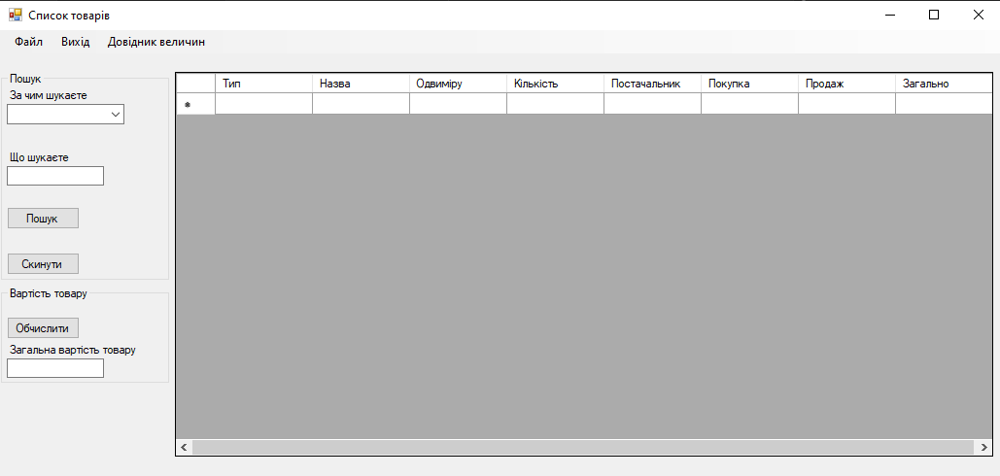 Список товарів
Файл Вихід Довідник величин
Пошук
За чим шукаєте
Що шукаєте
Пошук
Скинути
Вартість товару
Обчислити
Загальна вартість товару
Тип Назва Одвиміру Кількість Постачальник Покупка Продаж Загально